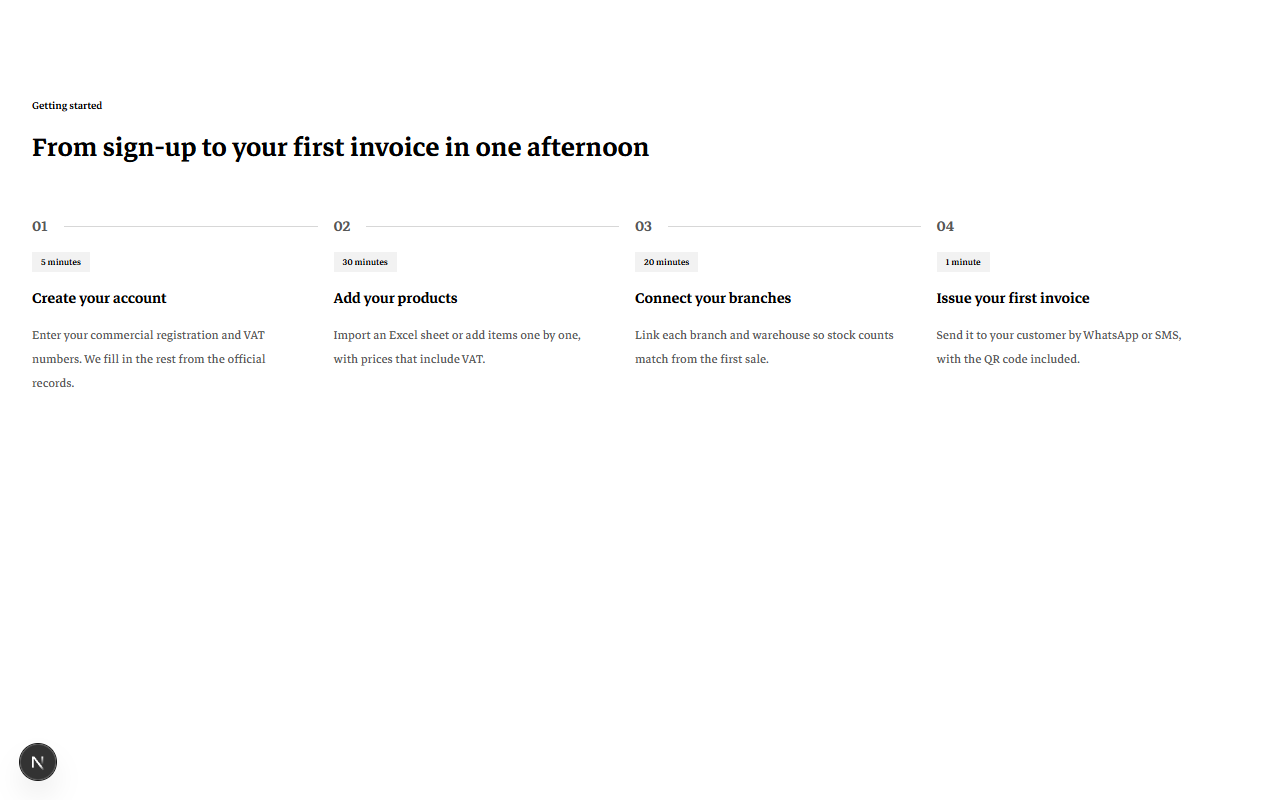 Getting started
From sign-up to your first invoice in one afternoon
01
5 minutes
Create your account
Enter your commercial registration and VAT
numbers. We fill in the rest from the official
records.
02
30 minutes
Add your products
Import an Excel sheet or add items one by one,
with prices that include VAT.
03
20 minutes
Connect your branches
Link each branch and warehouse so stock counts
match from the first sale.
04
1 minute
Issue your first invoice
Send it to your customer by WhatsApp or SMS,
with the QR code included.
N